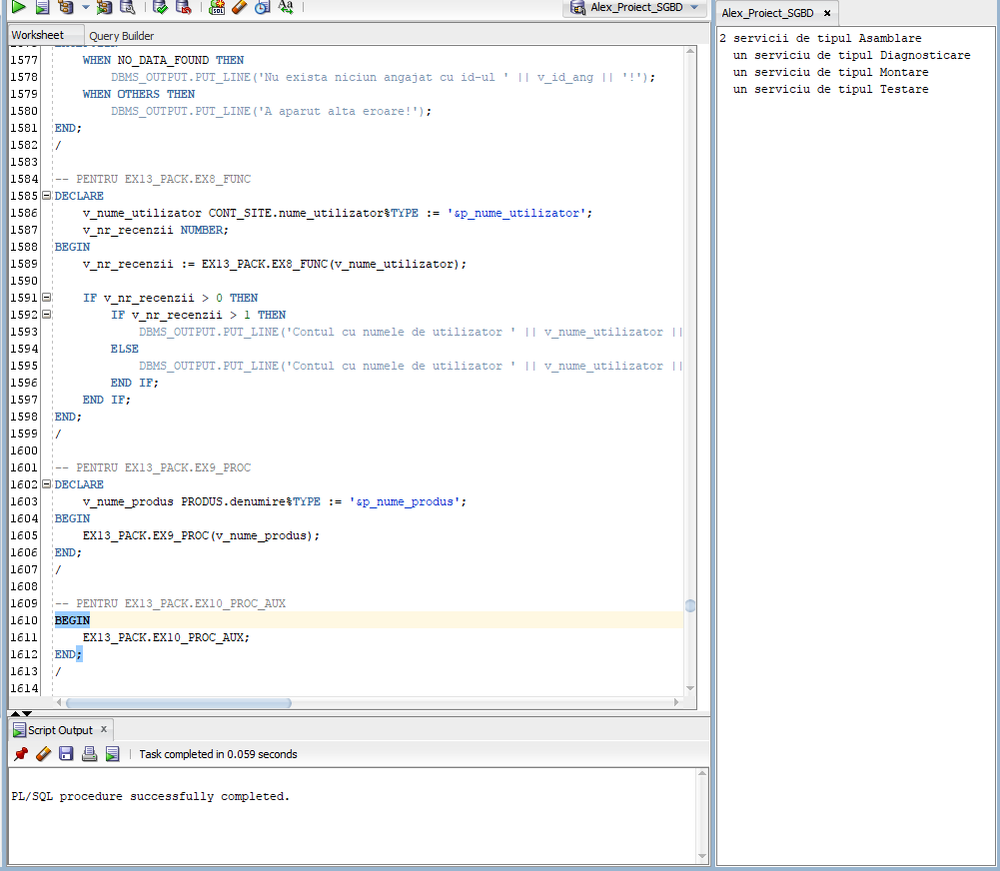 Alex_Proiect_SGBD
Worksheet
Query Builder
1577 WHEN NO_DATA_FOUND THEN
1578 DBMS_OUTPUT.PUT_LINE('Nu exista niciun angajat cu id-ul ' || v_id_ang || '!');
1579 WHEN OTHERS THEN
1580 DBMS_OUTPUT.PUT_LINE('A aparut alta eroare!');
1581 END;
1582 /
1583
1584 -- PENTRU EX13_PACK.EX8_FUNC
1585 DECLARE
1586 v_nume_utilizator CONT_SITE.nume_utilizator%TYPE := '&p_nume_utilizator';
1587 v_nr_recenzii NUMBER;
1588 BEGIN
1589 v_nr_recenzii := EX13_PACK.EX8_FUNC(v_nume_utilizator);
1590
1591 IF v_nr_recenzii > 0 THEN
1592 IF v_nr_recenzii > 1 THEN
1593 DBMS_OUTPUT.PUT_LINE('Contul cu numele de utilizator ' || v_nume_utilizator ||
1594 ELSE
1595 DBMS_OUTPUT.PUT_LINE('Contul cu numele de utilizator ' || v_nume_utilizator ||
1596 END IF;
1597 END IF;
1598 END;
1599 /
1600
1601 -- PENTRU EX13_PACK.EX9_PROC
1602 DECLARE
1603 v_nume_produs PRODUS.denumire%TYPE := '&p_nume_produs';
1604 BEGIN
1605 EX13_PACK.EX9_PROC(v_nume_produs);
1606 END;
1607 /
1608
1609 -- PENTRU EX13_PACK.EX10_PROC_AUX
1610 BEGIN
1611 EX13_PACK.EX10_PROC_AUX;
1612 END;
1613 /
1614
Script Output ×
Task completed in 0.059 seconds
PL/SQL procedure successfully completed.
Alex_Proiect_SGBD ×
2 servicii de tipul Asamblare
un serviciu de tipul Diagnosticare
un serviciu de tipul Montare
un serviciu de tipul Testare